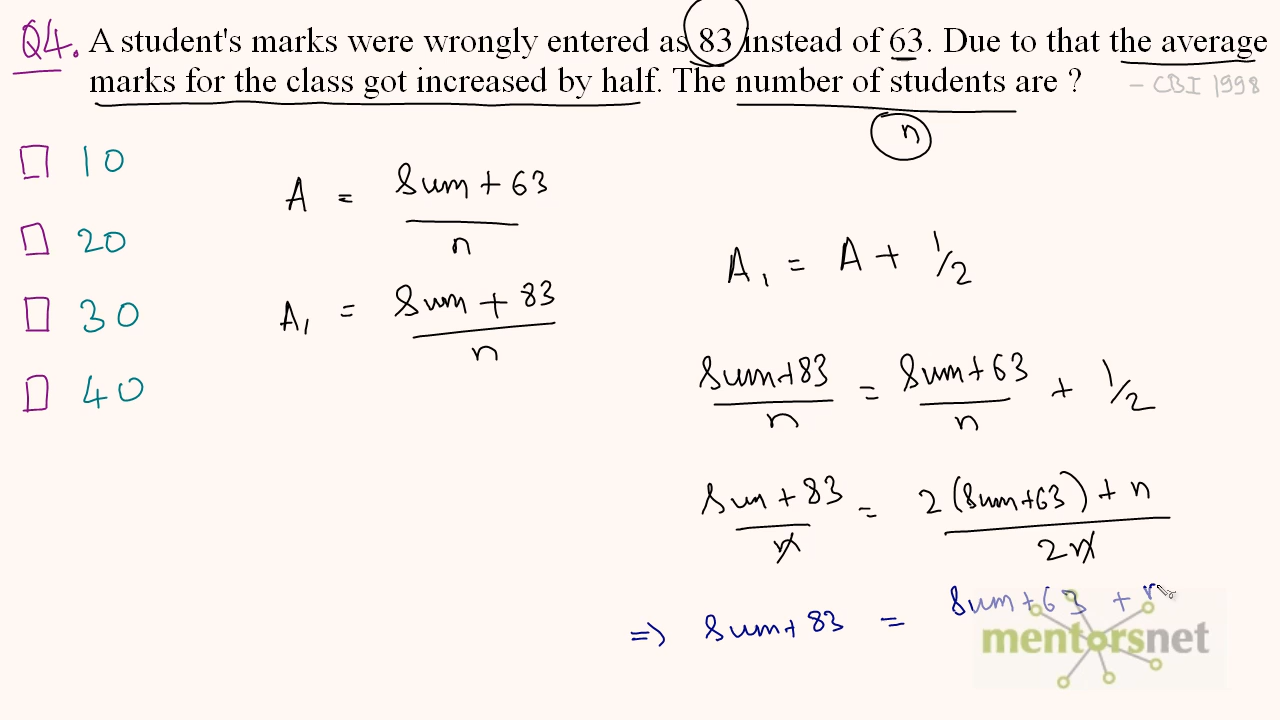 Q4. A student's marks were wrongly entered as 83 instead of 63. Due to that the average
marks for the class got increased by half. The number of students are ?
– CBI 1998
n
10
20
30
40
A = Sum + 63 / n
A₁ = Sum + 83 / n
A₁ = A + 1/2
Sum+83 / n = Sum+63 / n + 1/2
Sum + 83 / n = 2(Sum+63) + n / 2n
=> Sum+ 83 = Sum+63 + n
mentorsnet